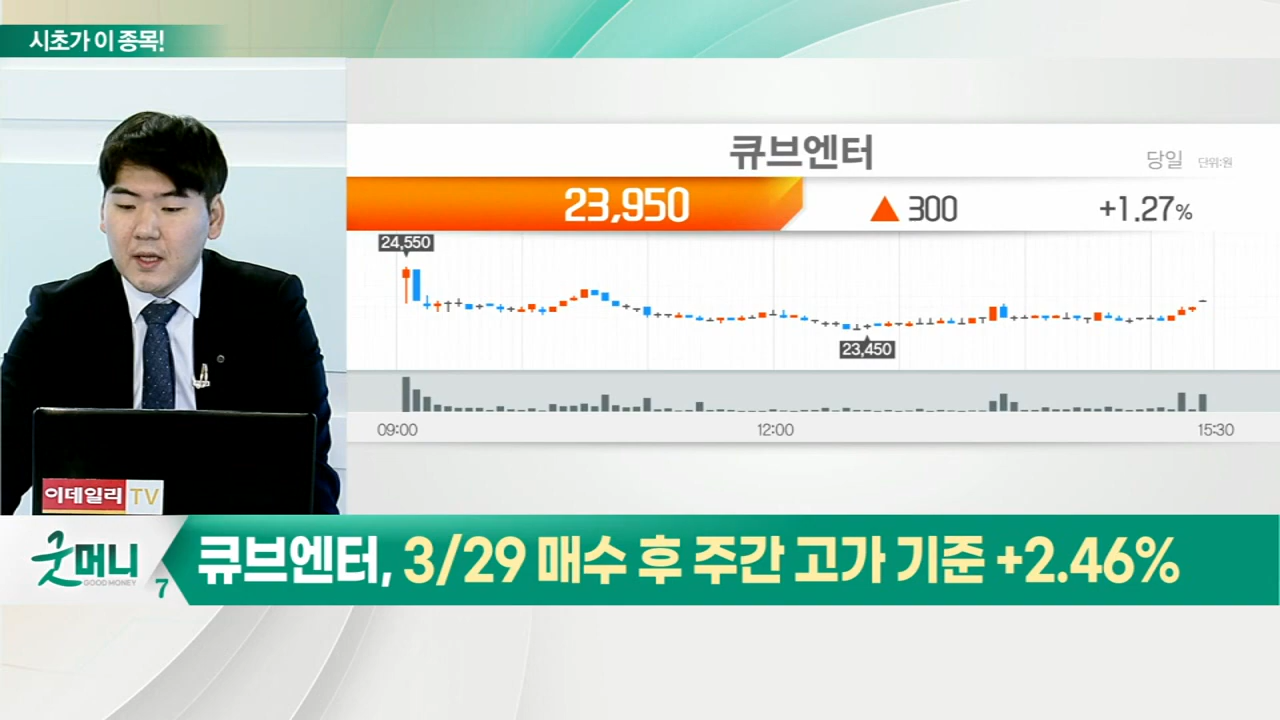 시초가 이 종목!
큐브엔터
당일 단위:원
23,950 ▲ 300 +1.27%
24,550
23,450
09:00 12:00 15:30
이데일리 TV
굿머니 GOOD MONEY 7
큐브엔터, 3/29 매수 후 주간 고가 기준 +2.46%